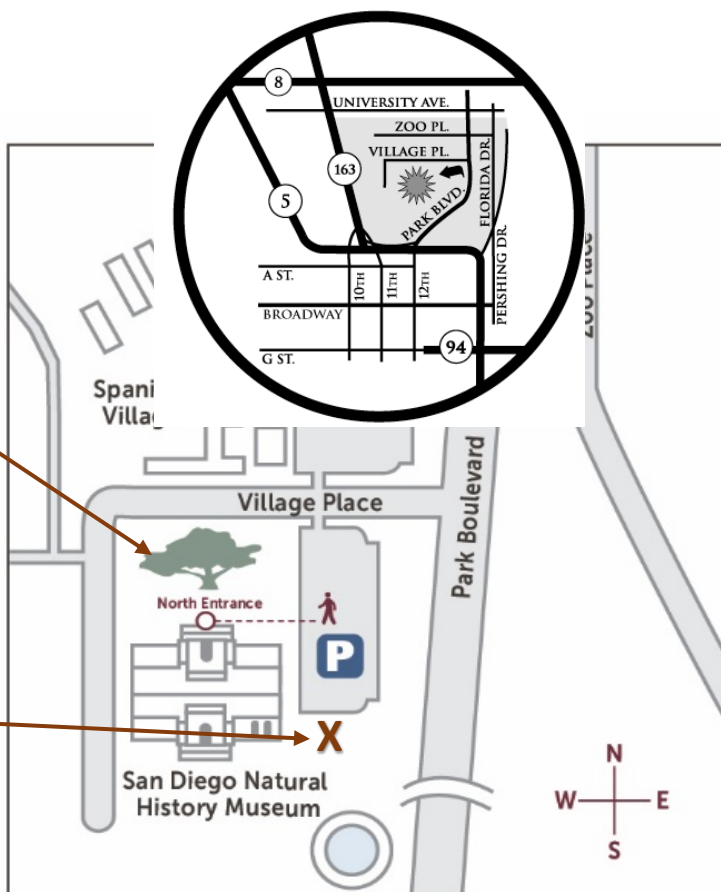 8
UNIVERSITY AVE.
ZOO PL.
VILLAGE PL.
163
5
PARK BLVD.
FLORIDA DR.
PERSHING DR.
A ST.
10TH
11TH
12TH
BROADWAY
G ST.
94
Zoo Place
Spani
Villag
Village Place
Park Boulevard
North Entrance
P
X
San Diego Natural
History Museum
N
W
E
S